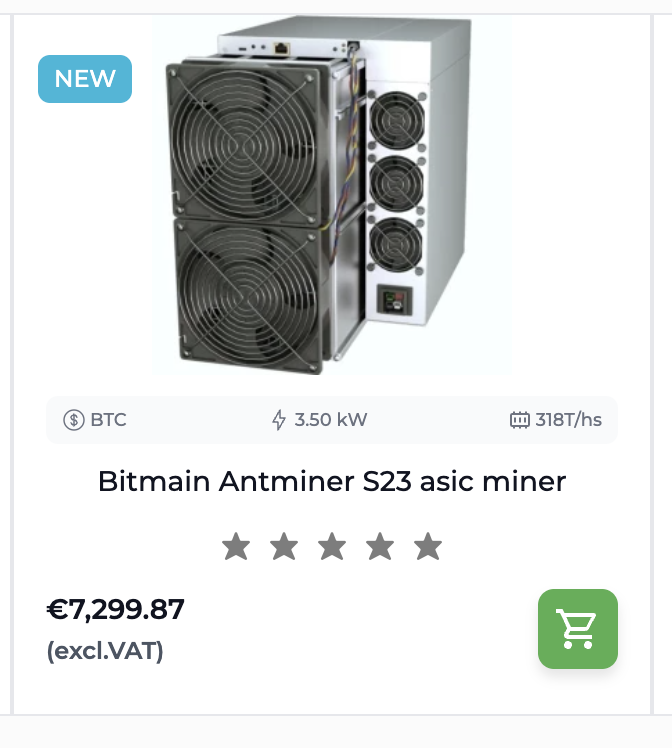 NEW
BTC
3.50 kW
318T/hs
Bitmain Antminer S23 asic miner
€7,299.87
(excl.VAT)